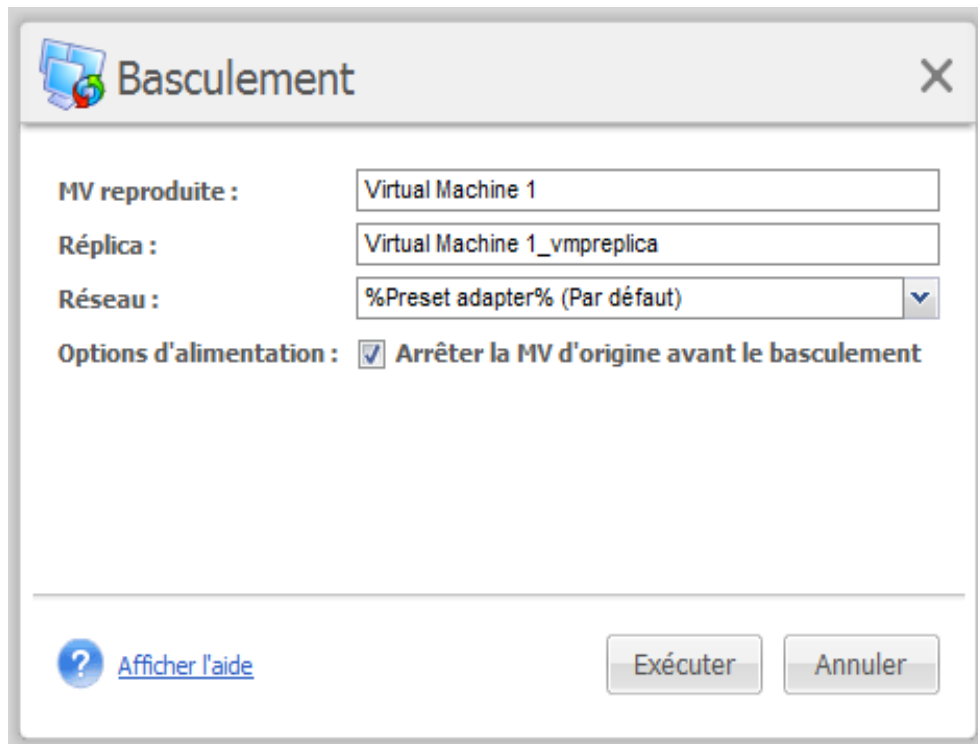 Basculement
MV reproduite : Virtual Machine 1
Réplica : Virtual Machine 1_vmpreplica
Réseau : %Preset adapter% (Par défaut)
Options d'alimentation : Arrêter la MV d'origine avant le basculement
? Afficher l'aide Exécuter Annuler